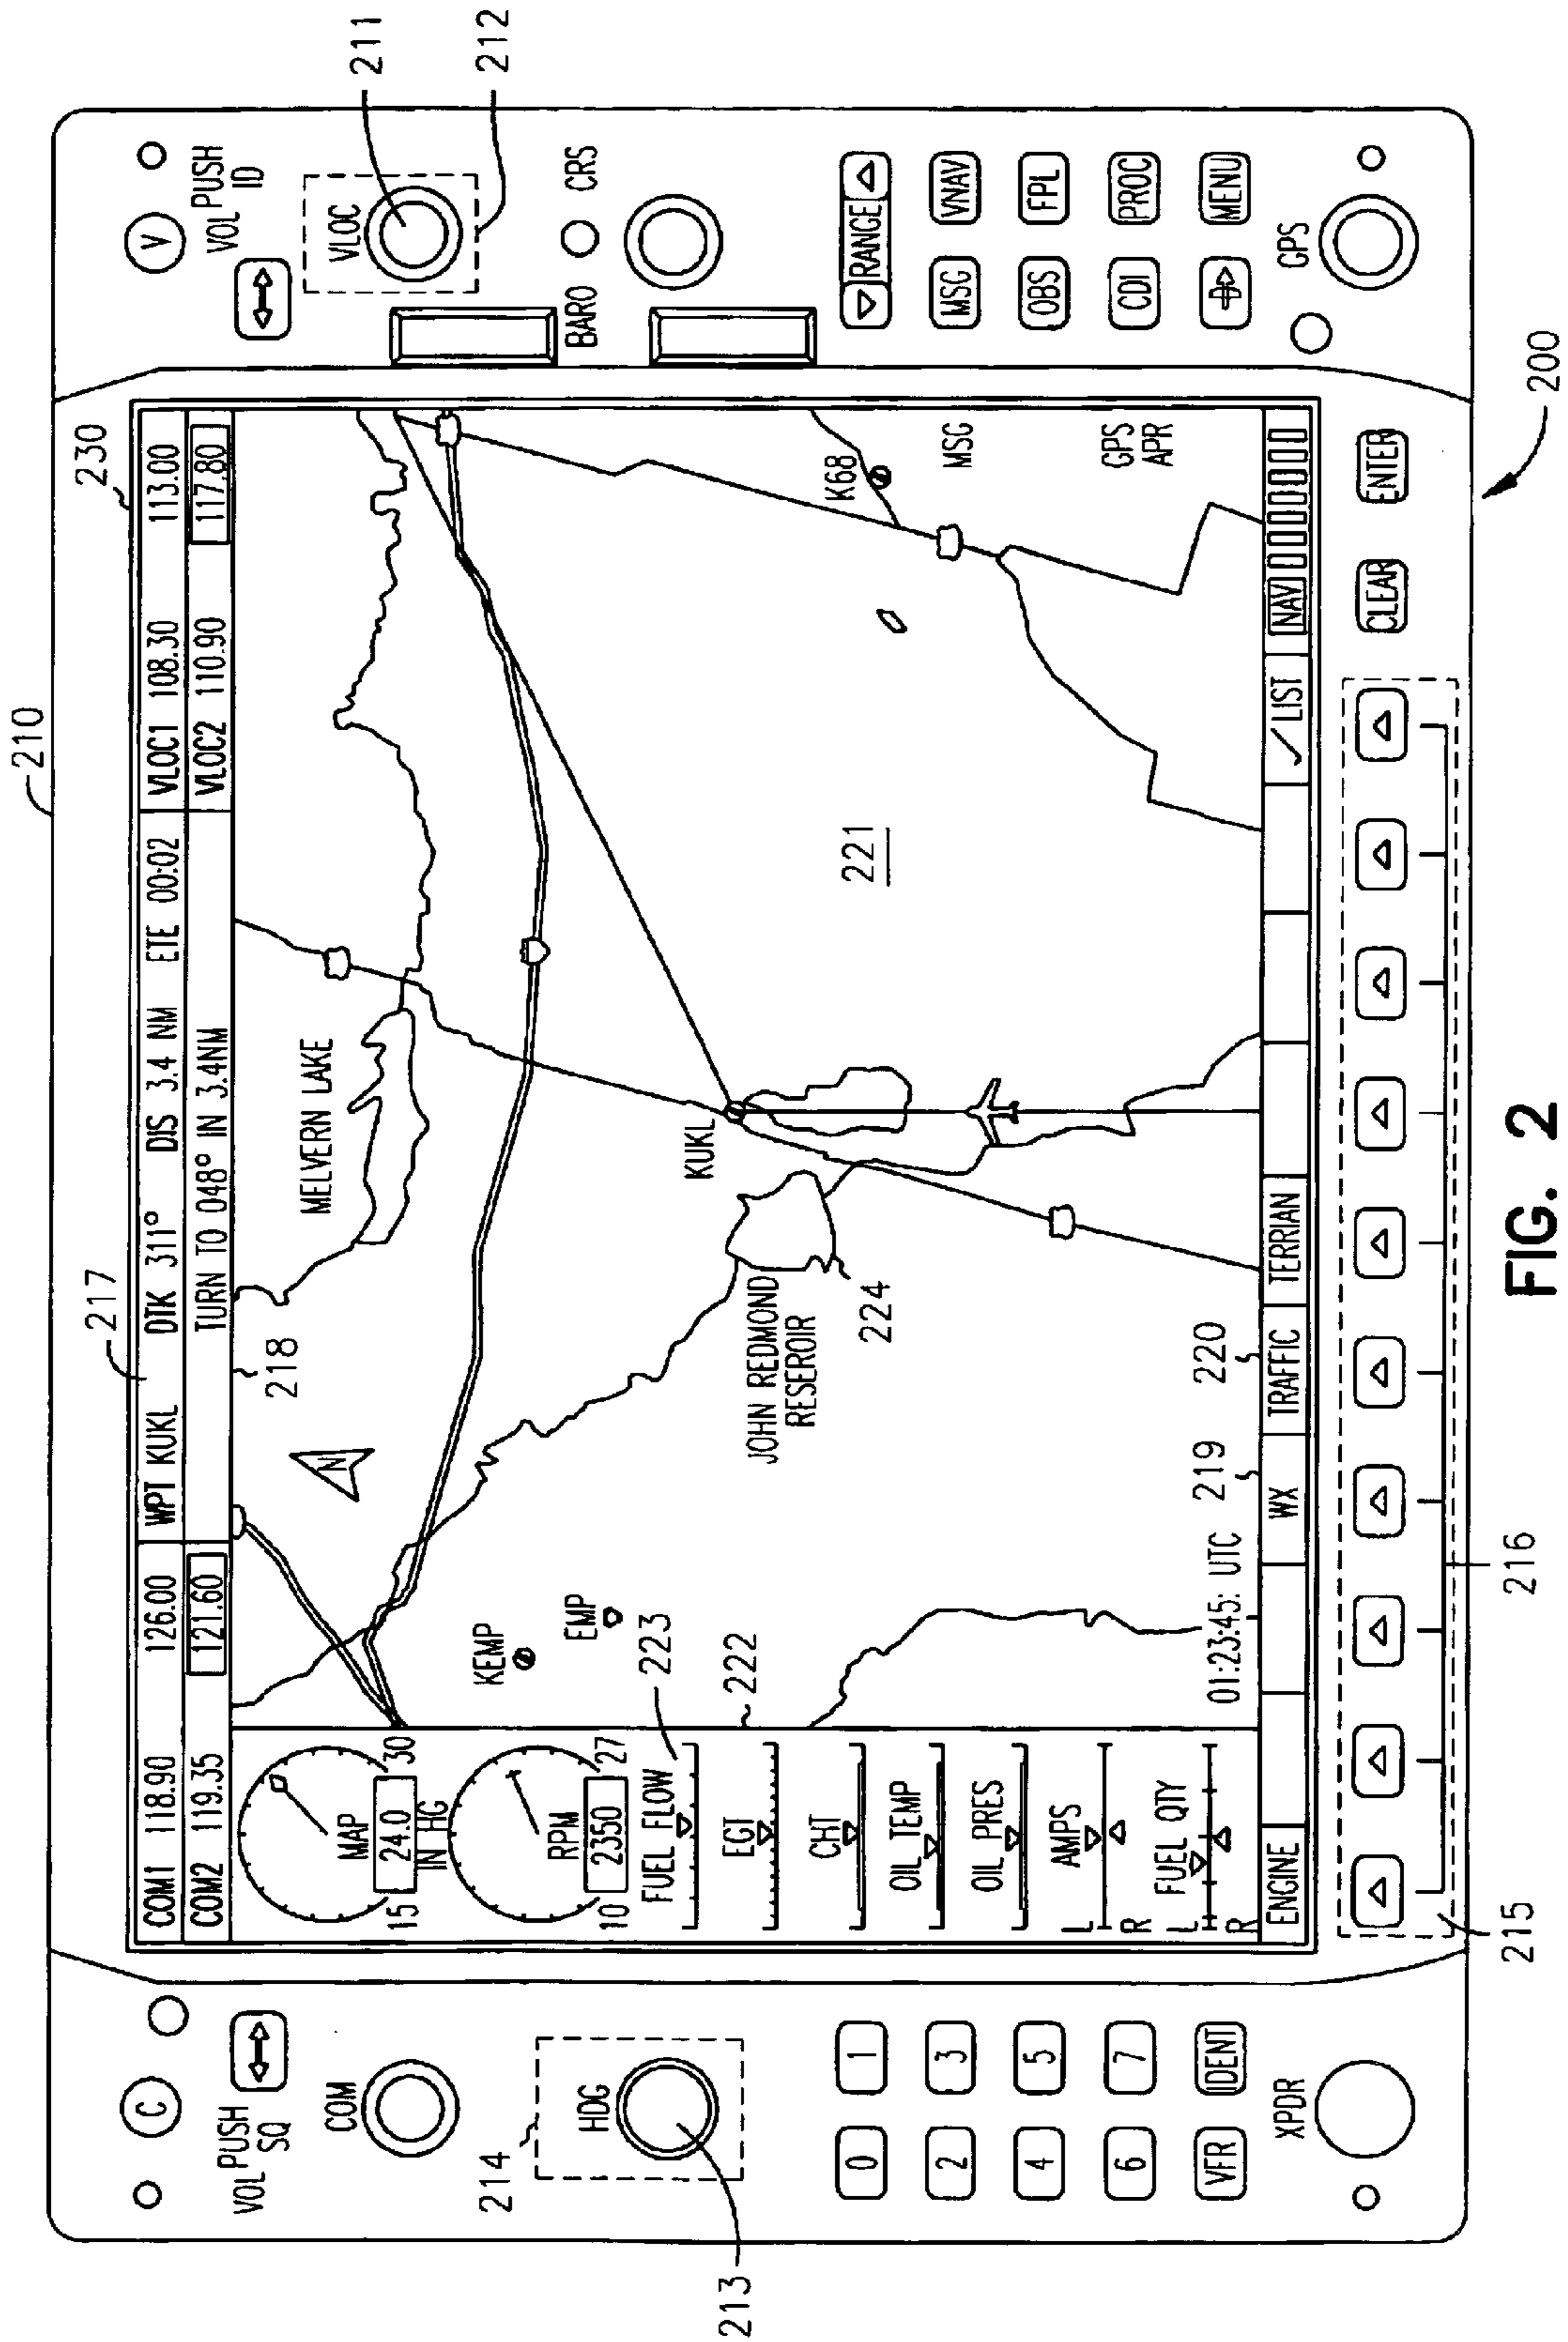 210
230
217
COM1 118.90 126.00 WPT KUKL DTK 311° DIS 3.4 NM ETE 00:02 VLOC1 108.30 113.00
COM2 119.35 121.60 TURN TO 048° IN 3.4NM VLOC2 110.90 117.80
218
C
VOL PUSH
SQ
COM
214
HDG
213
0 1
2 3
4 5
6 7
VFR IDENT
XPDR
MAP
24.0
15 30
IN HG
RPM
2350
10 27
FUEL FLOW
223
EGT
222
CHT
OIL TEMP
OIL PRES
AMPS
L
R
FUEL QTY
L
R
N
MELVERN LAKE
KEMP
EMP
KUKL
JOHN REDMOND
RESEROIR
224
221
K68
MSG
GPS
APR
01:23:45: UTC
219
220
ENGINE WX TRAFFIC TERRIAN LIST NAV
215
216
CLEAR ENTER
200
V
VOL PUSH
ID
VLOC
211
212
BARO CRS
RANGE
MSG VNAV
OBS FPL
CDI PROC
D MENU
GPS
FIG. 2